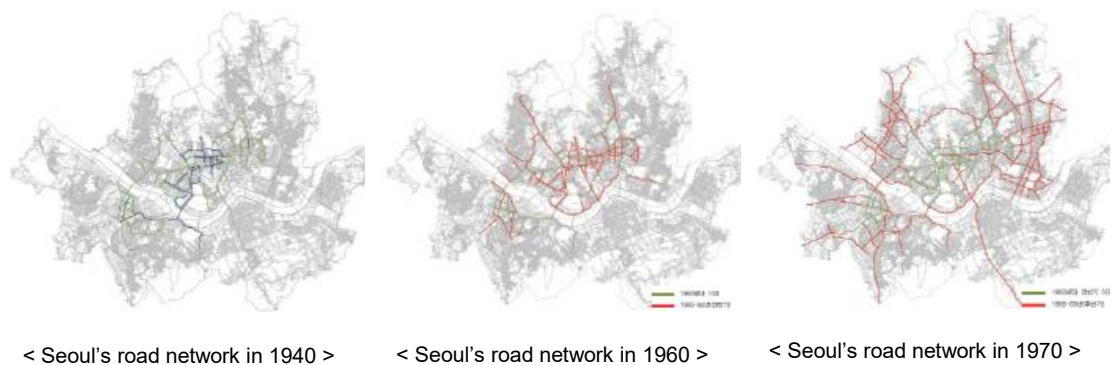 < Seoul’s road network in 1940 >
< Seoul’s road network in 1960 >
< Seoul’s road network in 1970 >